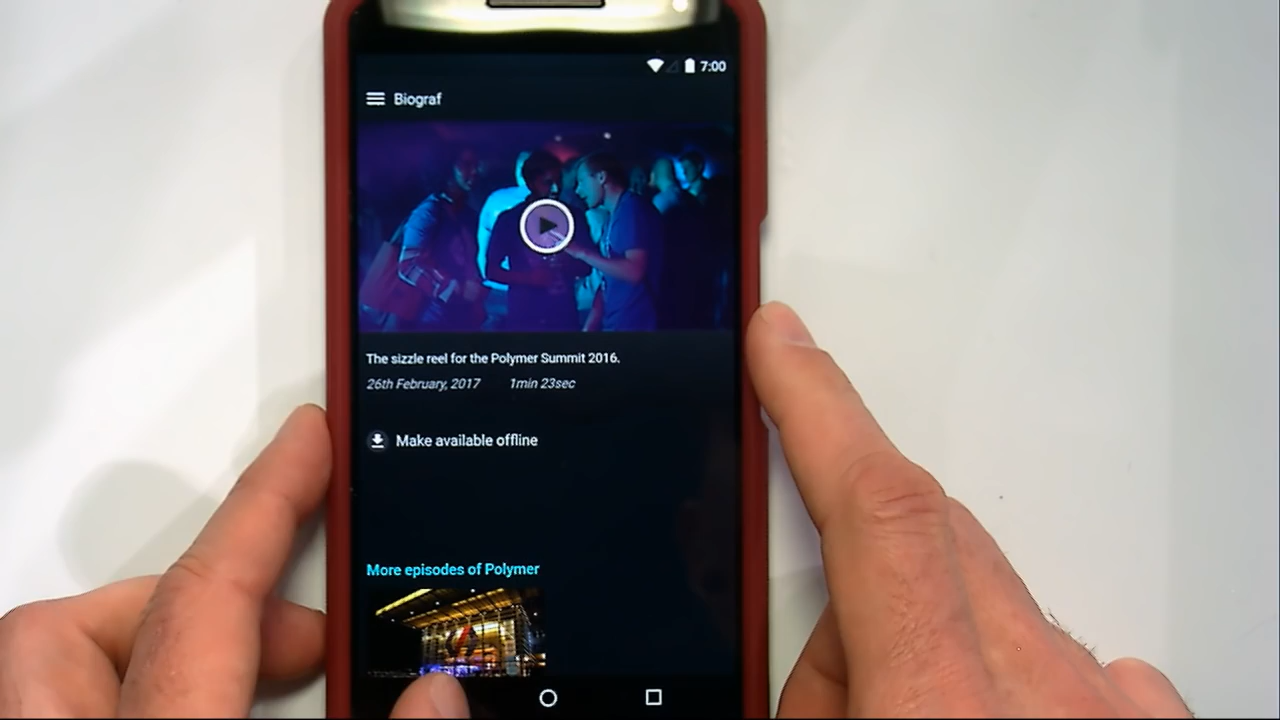 7:00
Biograf
The sizzle reel for the Polymer Summit 2016.
26th February, 2017 1min 23sec
Make available offline
More episodes of Polymer